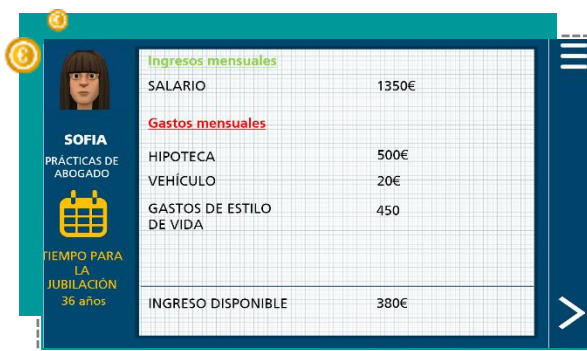 SOFIA
PRÁCTICAS DE
ABOGADO
TIEMPO PARA
LA
JUBILACIÓN
36 años
Ingresos mensuales
SALARIO 1350€
Gastos mensuales
HIPOTECA 500€
VEHÍCULO 20€
GASTOS DE ESTILO 450
DE VIDA
INGRESO DISPONIBLE 380€